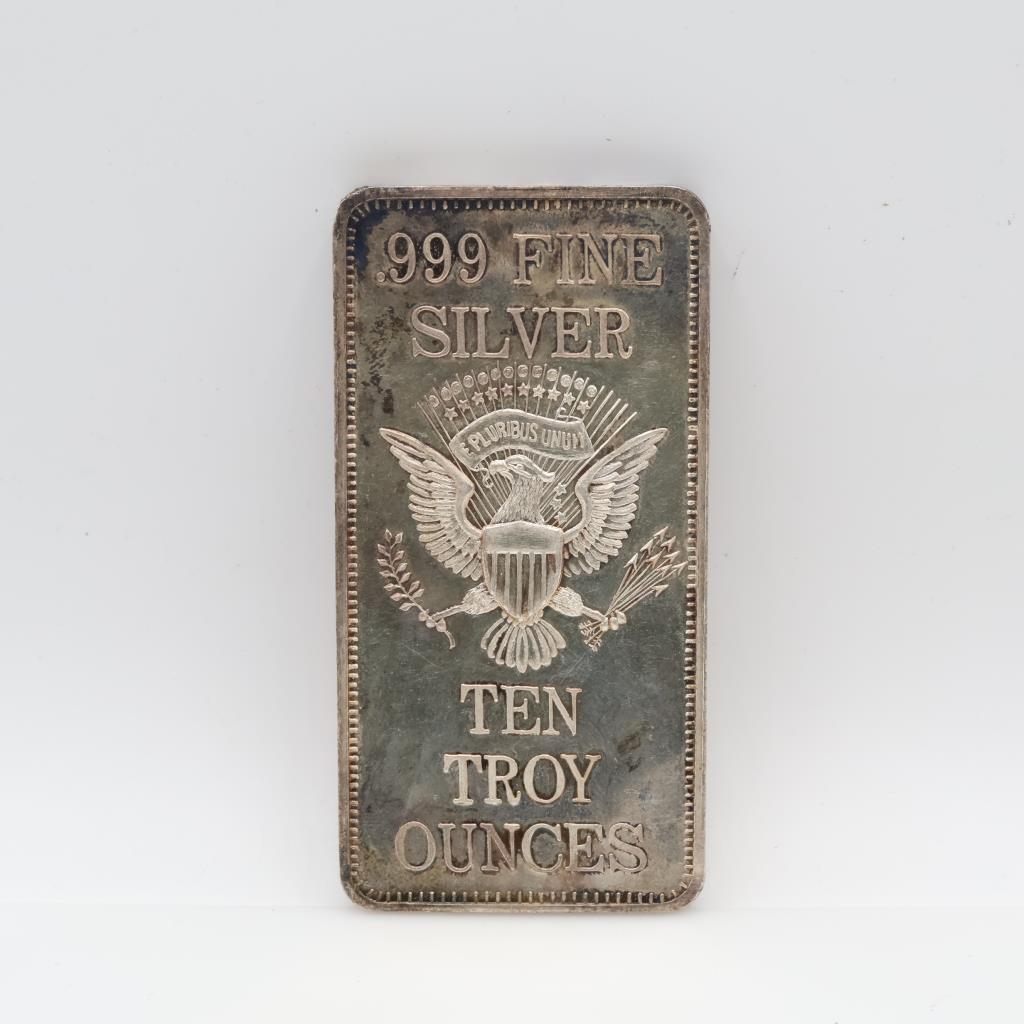 .999 FINE
SILVER
E PLURIBUS UNUM
TEN
TROY
OUNCES